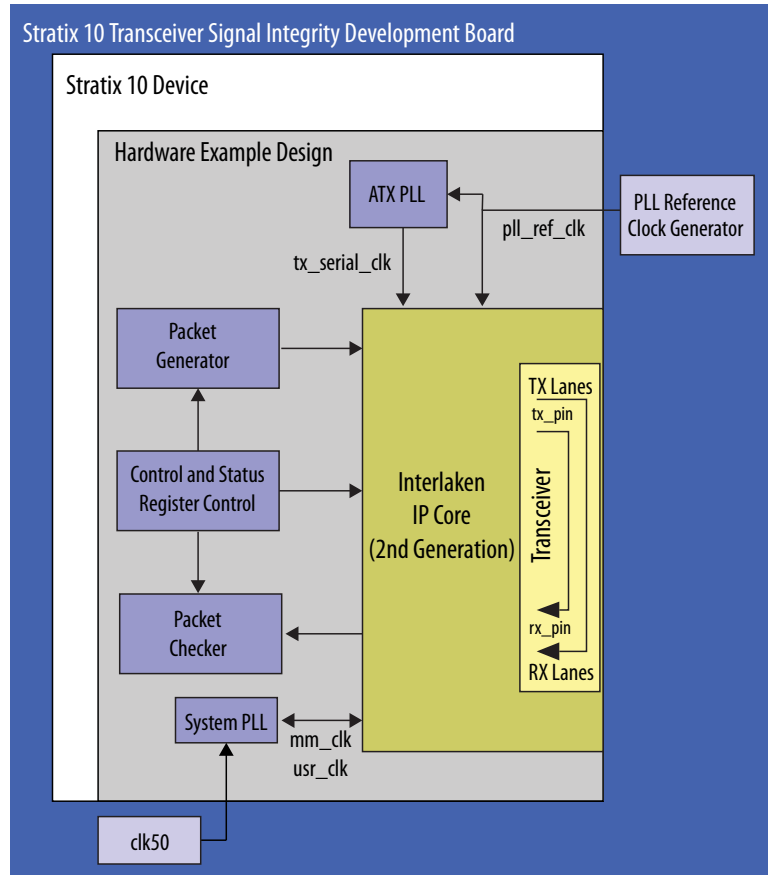 Stratix 10 Transceiver Signal Integrity Development Board
Stratix 10 Device
Hardware Example Design
ATX PLL
PLL Reference
Clock Generator
pll_ref_clk
tx_serial_clk
Packet
Generator
TX Lanes
tx_pin
Control and Status
Register Control
Interlaken
IP Core
(2nd Generation)
Transceiver
Packet
Checker
rx_pin
RX Lanes
System PLL
mm_clk
usr_clk
clk50